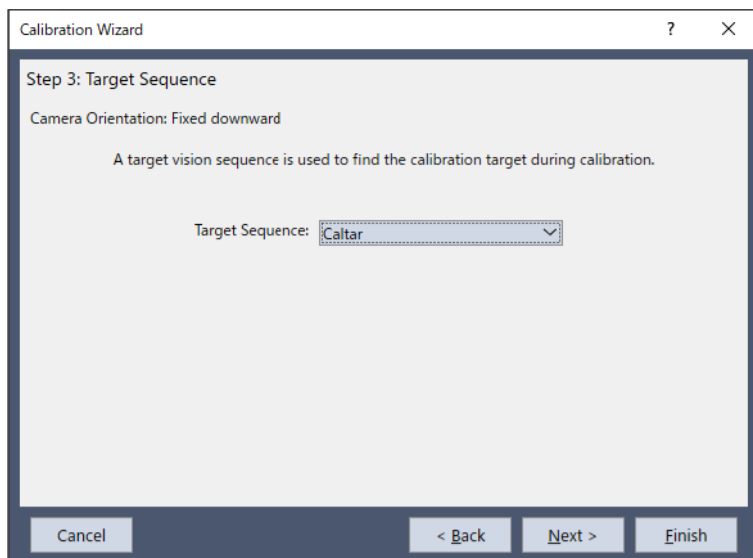 Calibration Wizard ?
Step 3: Target Sequence
Camera Orientation: Fixed downward
A target vision sequence is used to find the calibration target during calibration.
Target Sequence: Caltar
Cancel < Back Next > Finish